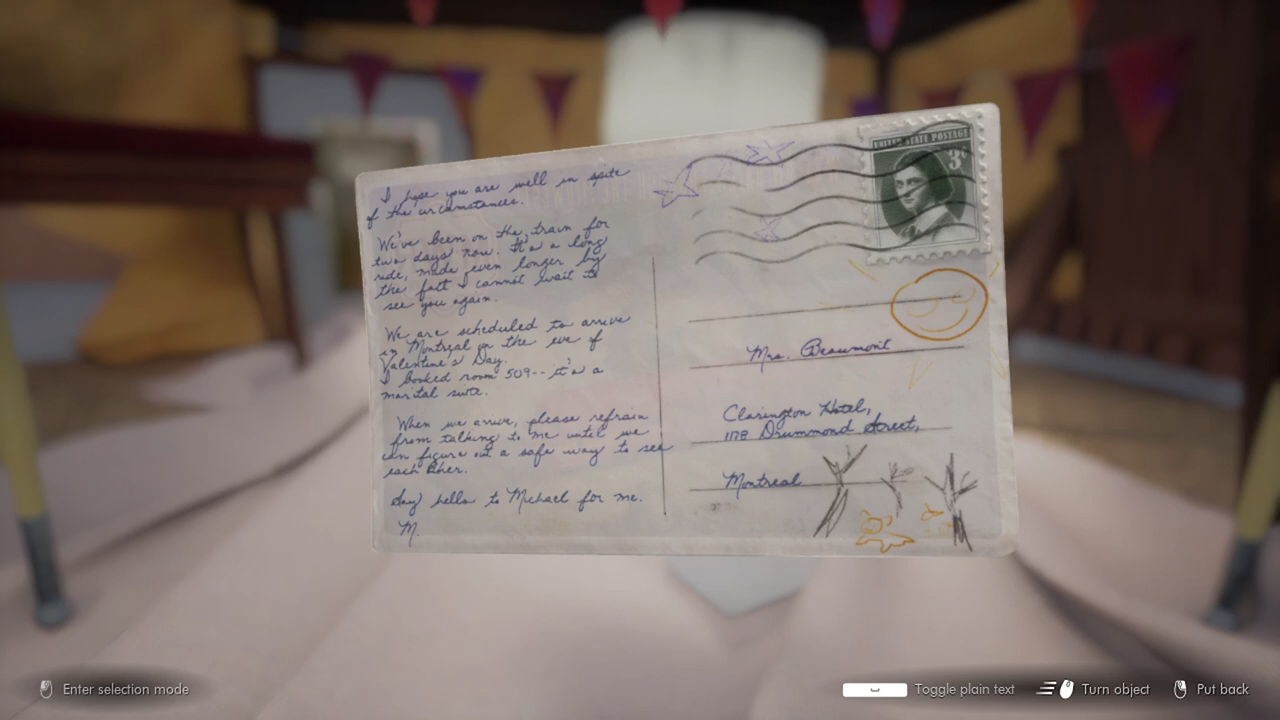 I hope you are well in spite
of the circumstances.
We've been on the train for
two days now. It's a long
ride, made even longer by
the fact I cannot wait to
see you again.
We are scheduled to arrive
in Montreal on the eve of
Valentine's Day.
I booked room 509-- it's a
marital suite.
When we arrive, please refrain
from talking to me until we
can figure out a safe way to see
each other.
Say hello to Michael for me.
M.
UNITED STATE POSTAGE
3¢
Mrs. Beaumont
Clarington Hotel,
1178 Drummond Street,
Montreal
Enter selection mode
Toggle plain text
Turn object
Put back